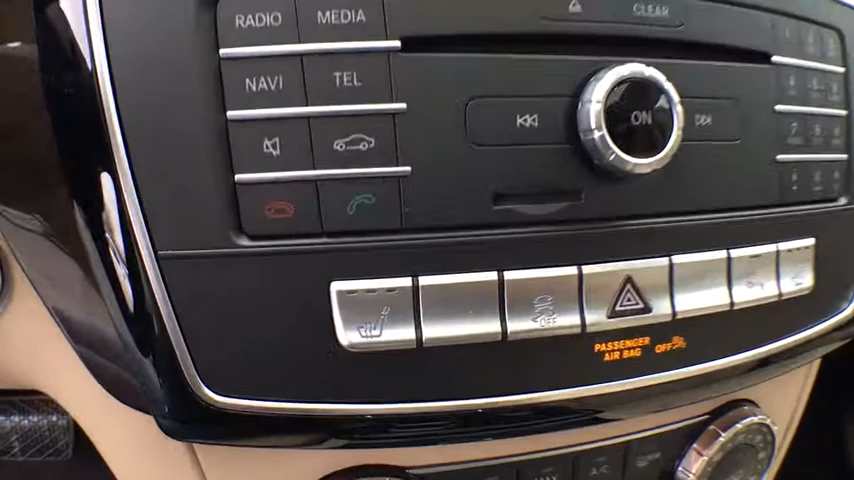 RADIO MEDIA CLEAR
NAVI TEL
ON
OFF
PASSENGER OFF
AIR BAG
A/C